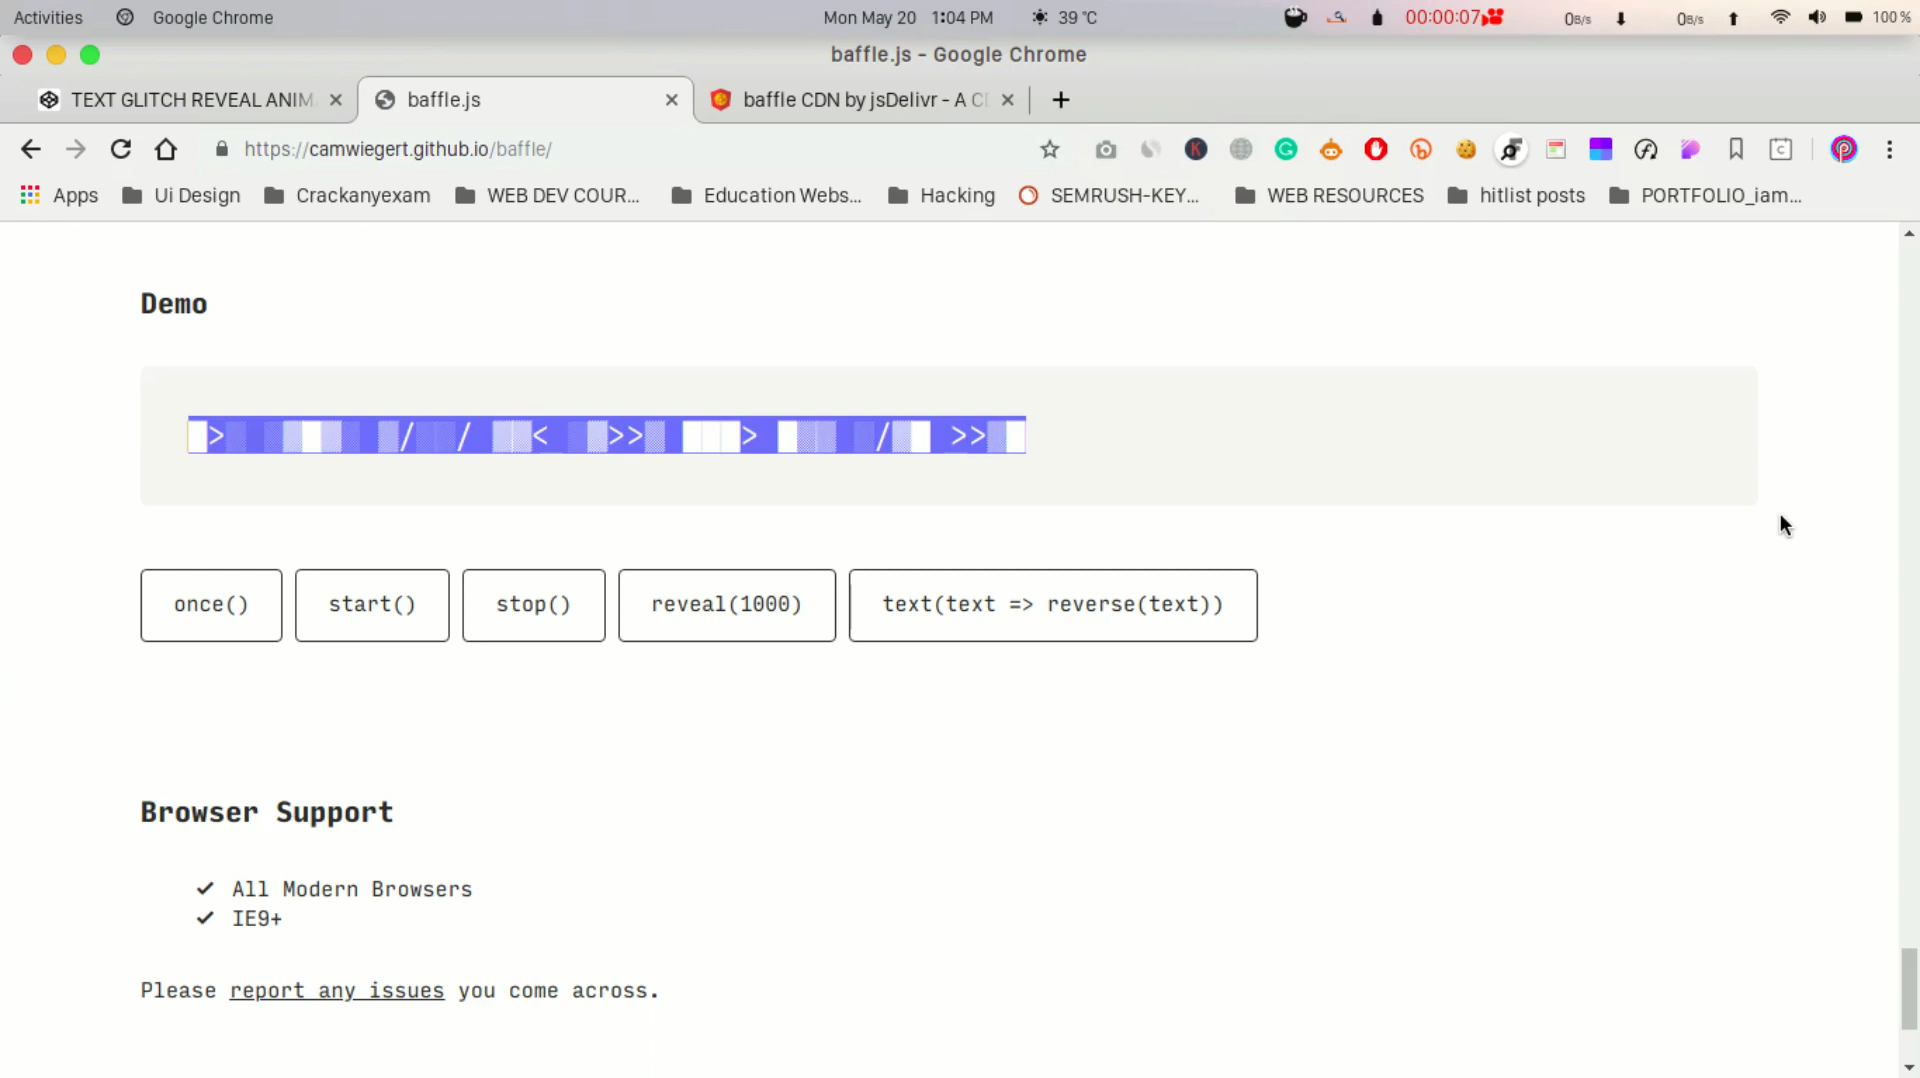 Activities Google Chrome Mon May 20 1:04 PM 39 °C 00:00:07 0B/s 0B/s 100%
baffle.js - Google Chrome
TEXT GLITCH REVEAL ANIM baffle.js baffle CDN by jsDelivr - A C
https://camwiegert.github.io/baffle/
Apps Ui Design Crackanyexam WEB DEV COUR... Education Webs... Hacking SEMRUSH-KEY... WEB RESOURCES hitlist posts PORTFOLIO_iam...
Demo
once() start() stop() reveal(1000) text(text => reverse(text))
Browser Support
✓ All Modern Browsers
✓ IE9+
Please report any issues you come across.